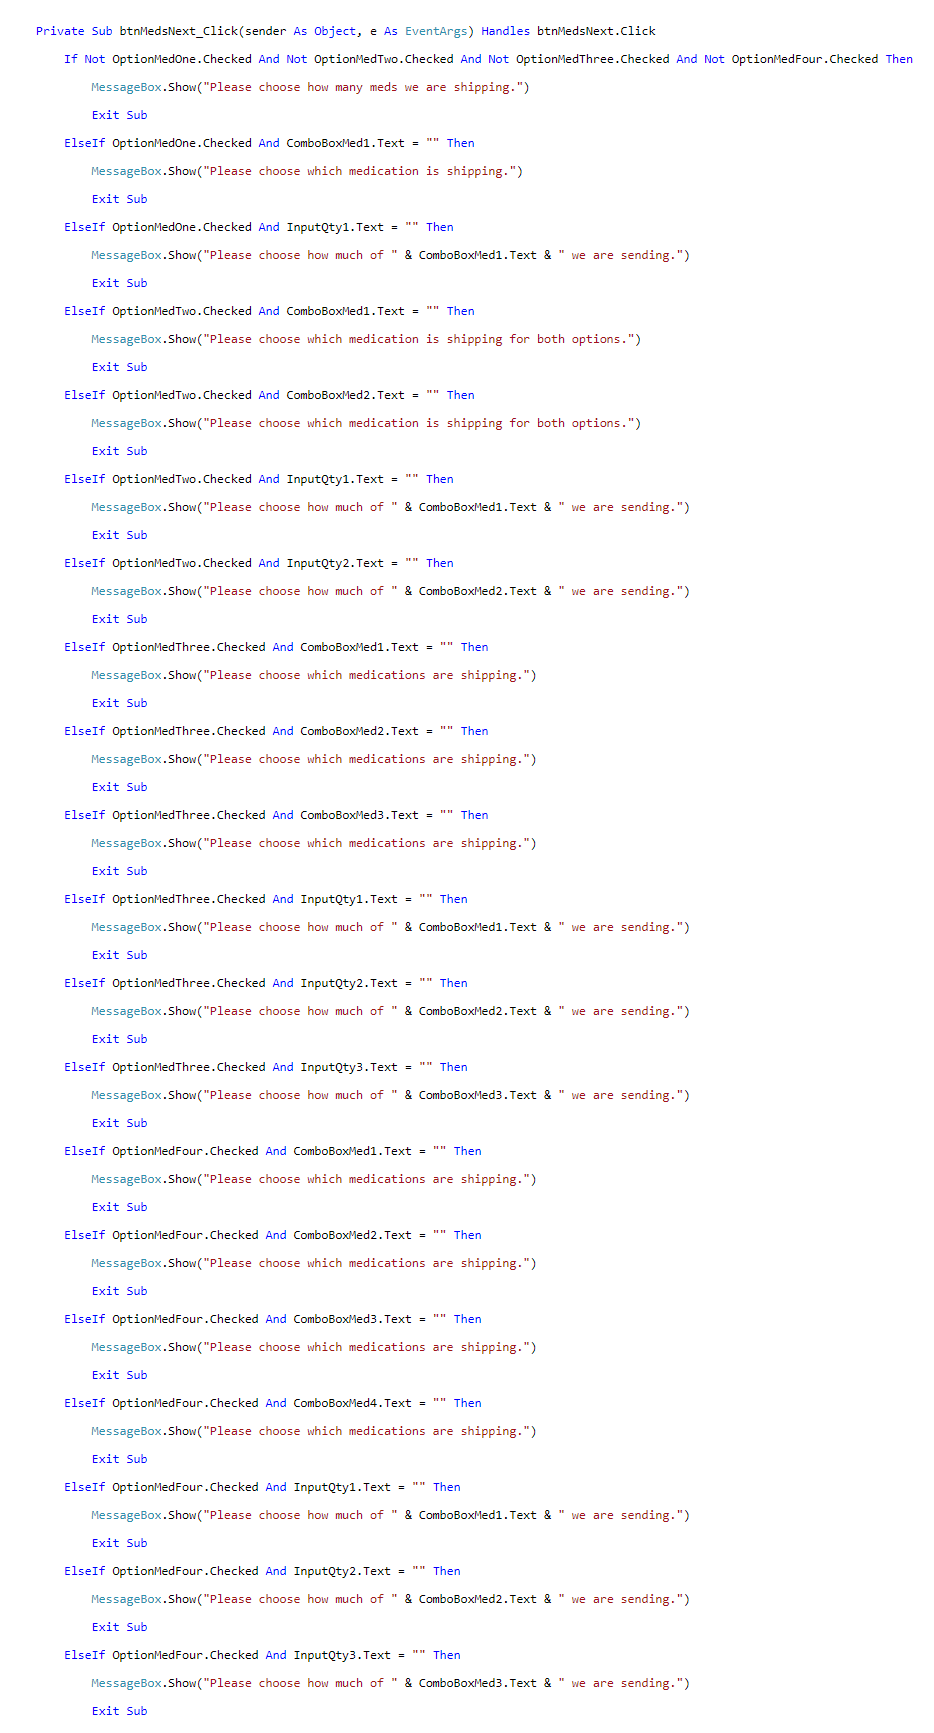 Private Sub btnMedsNext_Click(sender As Object, e As EventArgs) Handles btnMedsNext.Click
If Not OptionMedOne.Checked And Not OptionMedTwo.Checked And Not OptionMedThree.Checked And Not OptionMedFour.Checked Then
MessageBox.Show("Please choose how many meds we are shipping.")
Exit Sub
ElseIf OptionMedOne.Checked And ComboBoxMed1.Text = "" Then
MessageBox.Show("Please choose which medication is shipping.")
Exit Sub
ElseIf OptionMedOne.Checked And InputQty1.Text = "" Then
MessageBox.Show("Please choose how much of " & ComboBoxMed1.Text & " we are sending.")
Exit Sub
ElseIf OptionMedTwo.Checked And ComboBoxMed1.Text = "" Then
MessageBox.Show("Please choose which medication is shipping for both options.")
Exit Sub
ElseIf OptionMedTwo.Checked And ComboBoxMed2.Text = "" Then
MessageBox.Show("Please choose which medication is shipping for both options.")
Exit Sub
ElseIf OptionMedTwo.Checked And InputQty1.Text = "" Then
MessageBox.Show("Please choose how much of " & ComboBoxMed1.Text & " we are sending.")
Exit Sub
ElseIf OptionMedTwo.Checked And InputQty2.Text = "" Then
MessageBox.Show("Please choose how much of " & ComboBoxMed2.Text & " we are sending.")
Exit Sub
ElseIf OptionMedThree.Checked And ComboBoxMed1.Text = "" Then
MessageBox.Show("Please choose which medications are shipping.")
Exit Sub
ElseIf OptionMedThree.Checked And ComboBoxMed2.Text = "" Then
MessageBox.Show("Please choose which medications are shipping.")
Exit Sub
ElseIf OptionMedThree.Checked And ComboBoxMed3.Text = "" Then
MessageBox.Show("Please choose which medications are shipping.")
Exit Sub
ElseIf OptionMedThree.Checked And InputQty1.Text = "" Then
MessageBox.Show("Please choose how much of " & ComboBoxMed1.Text & " we are sending.")
Exit Sub
ElseIf OptionMedThree.Checked And InputQty2.Text = "" Then
MessageBox.Show("Please choose how much of " & ComboBoxMed2.Text & " we are sending.")
Exit Sub
ElseIf OptionMedThree.Checked And InputQty3.Text = "" Then
MessageBox.Show("Please choose how much of " & ComboBoxMed3.Text & " we are sending.")
Exit Sub
ElseIf OptionMedFour.Checked And ComboBoxMed1.Text = "" Then
MessageBox.Show("Please choose which medications are shipping.")
Exit Sub
ElseIf OptionMedFour.Checked And ComboBoxMed2.Text = "" Then
MessageBox.Show("Please choose which medications are shipping.")
Exit Sub
ElseIf OptionMedFour.Checked And ComboBoxMed3.Text = "" Then
MessageBox.Show("Please choose which medications are shipping.")
Exit Sub
ElseIf OptionMedFour.Checked And ComboBoxMed4.Text = "" Then
MessageBox.Show("Please choose which medications are shipping.")
Exit Sub
ElseIf OptionMedFour.Checked And InputQty1.Text = "" Then
MessageBox.Show("Please choose how much of " & ComboBoxMed1.Text & " we are sending.")
Exit Sub
ElseIf OptionMedFour.Checked And InputQty2.Text = "" Then
MessageBox.Show("Please choose how much of " & ComboBoxMed2.Text & " we are sending.")
Exit Sub
ElseIf OptionMedFour.Checked And InputQty3.Text = "" Then
MessageBox.Show("Please choose how much of " & ComboBoxMed3.Text & " we are sending.")
Exit Sub